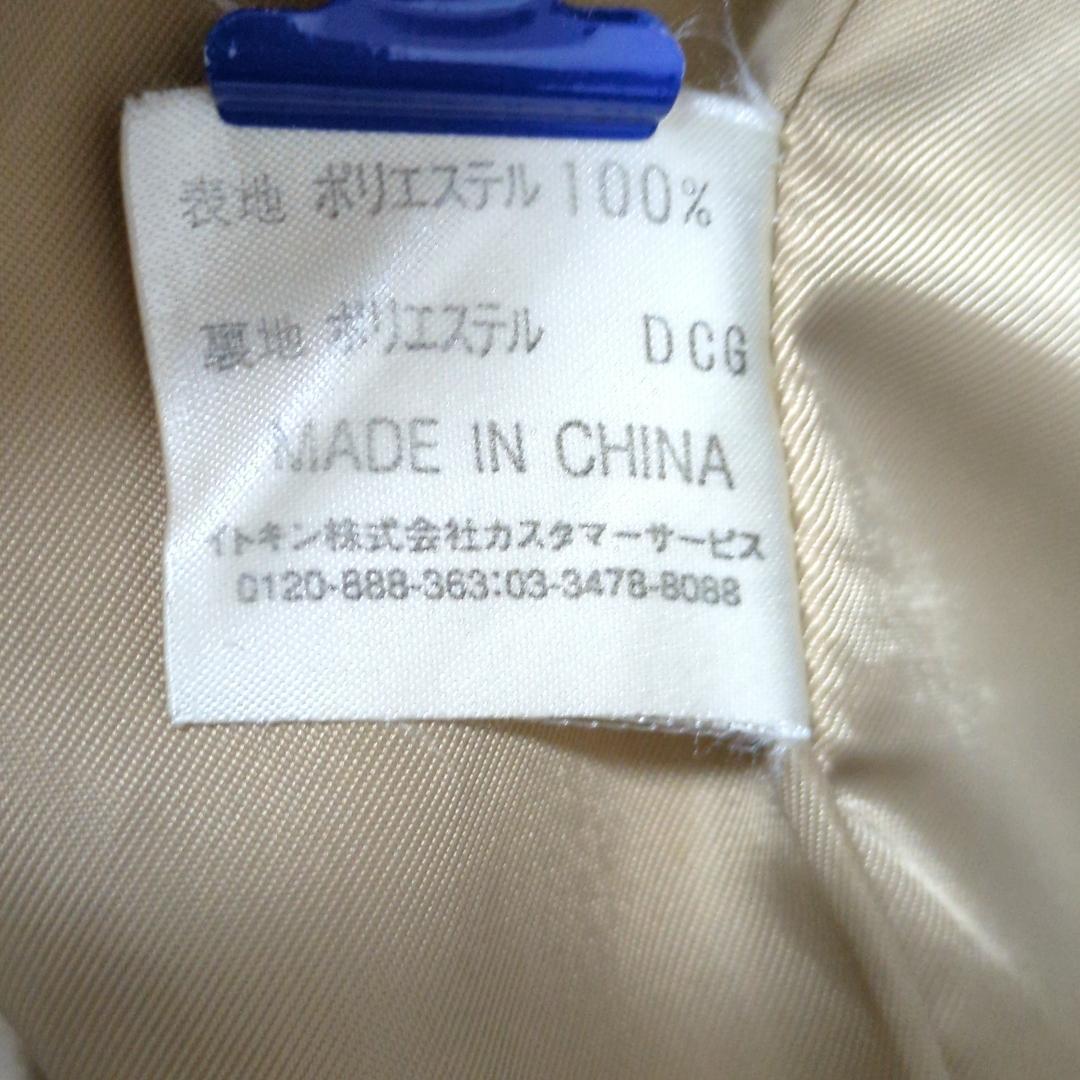 表地 ポリエステル 100%
裏地 ポリエステル DCG
MADE IN CHINA
イトキン株式会社カスタマーサービス
0120-888-363:03-3478-8088